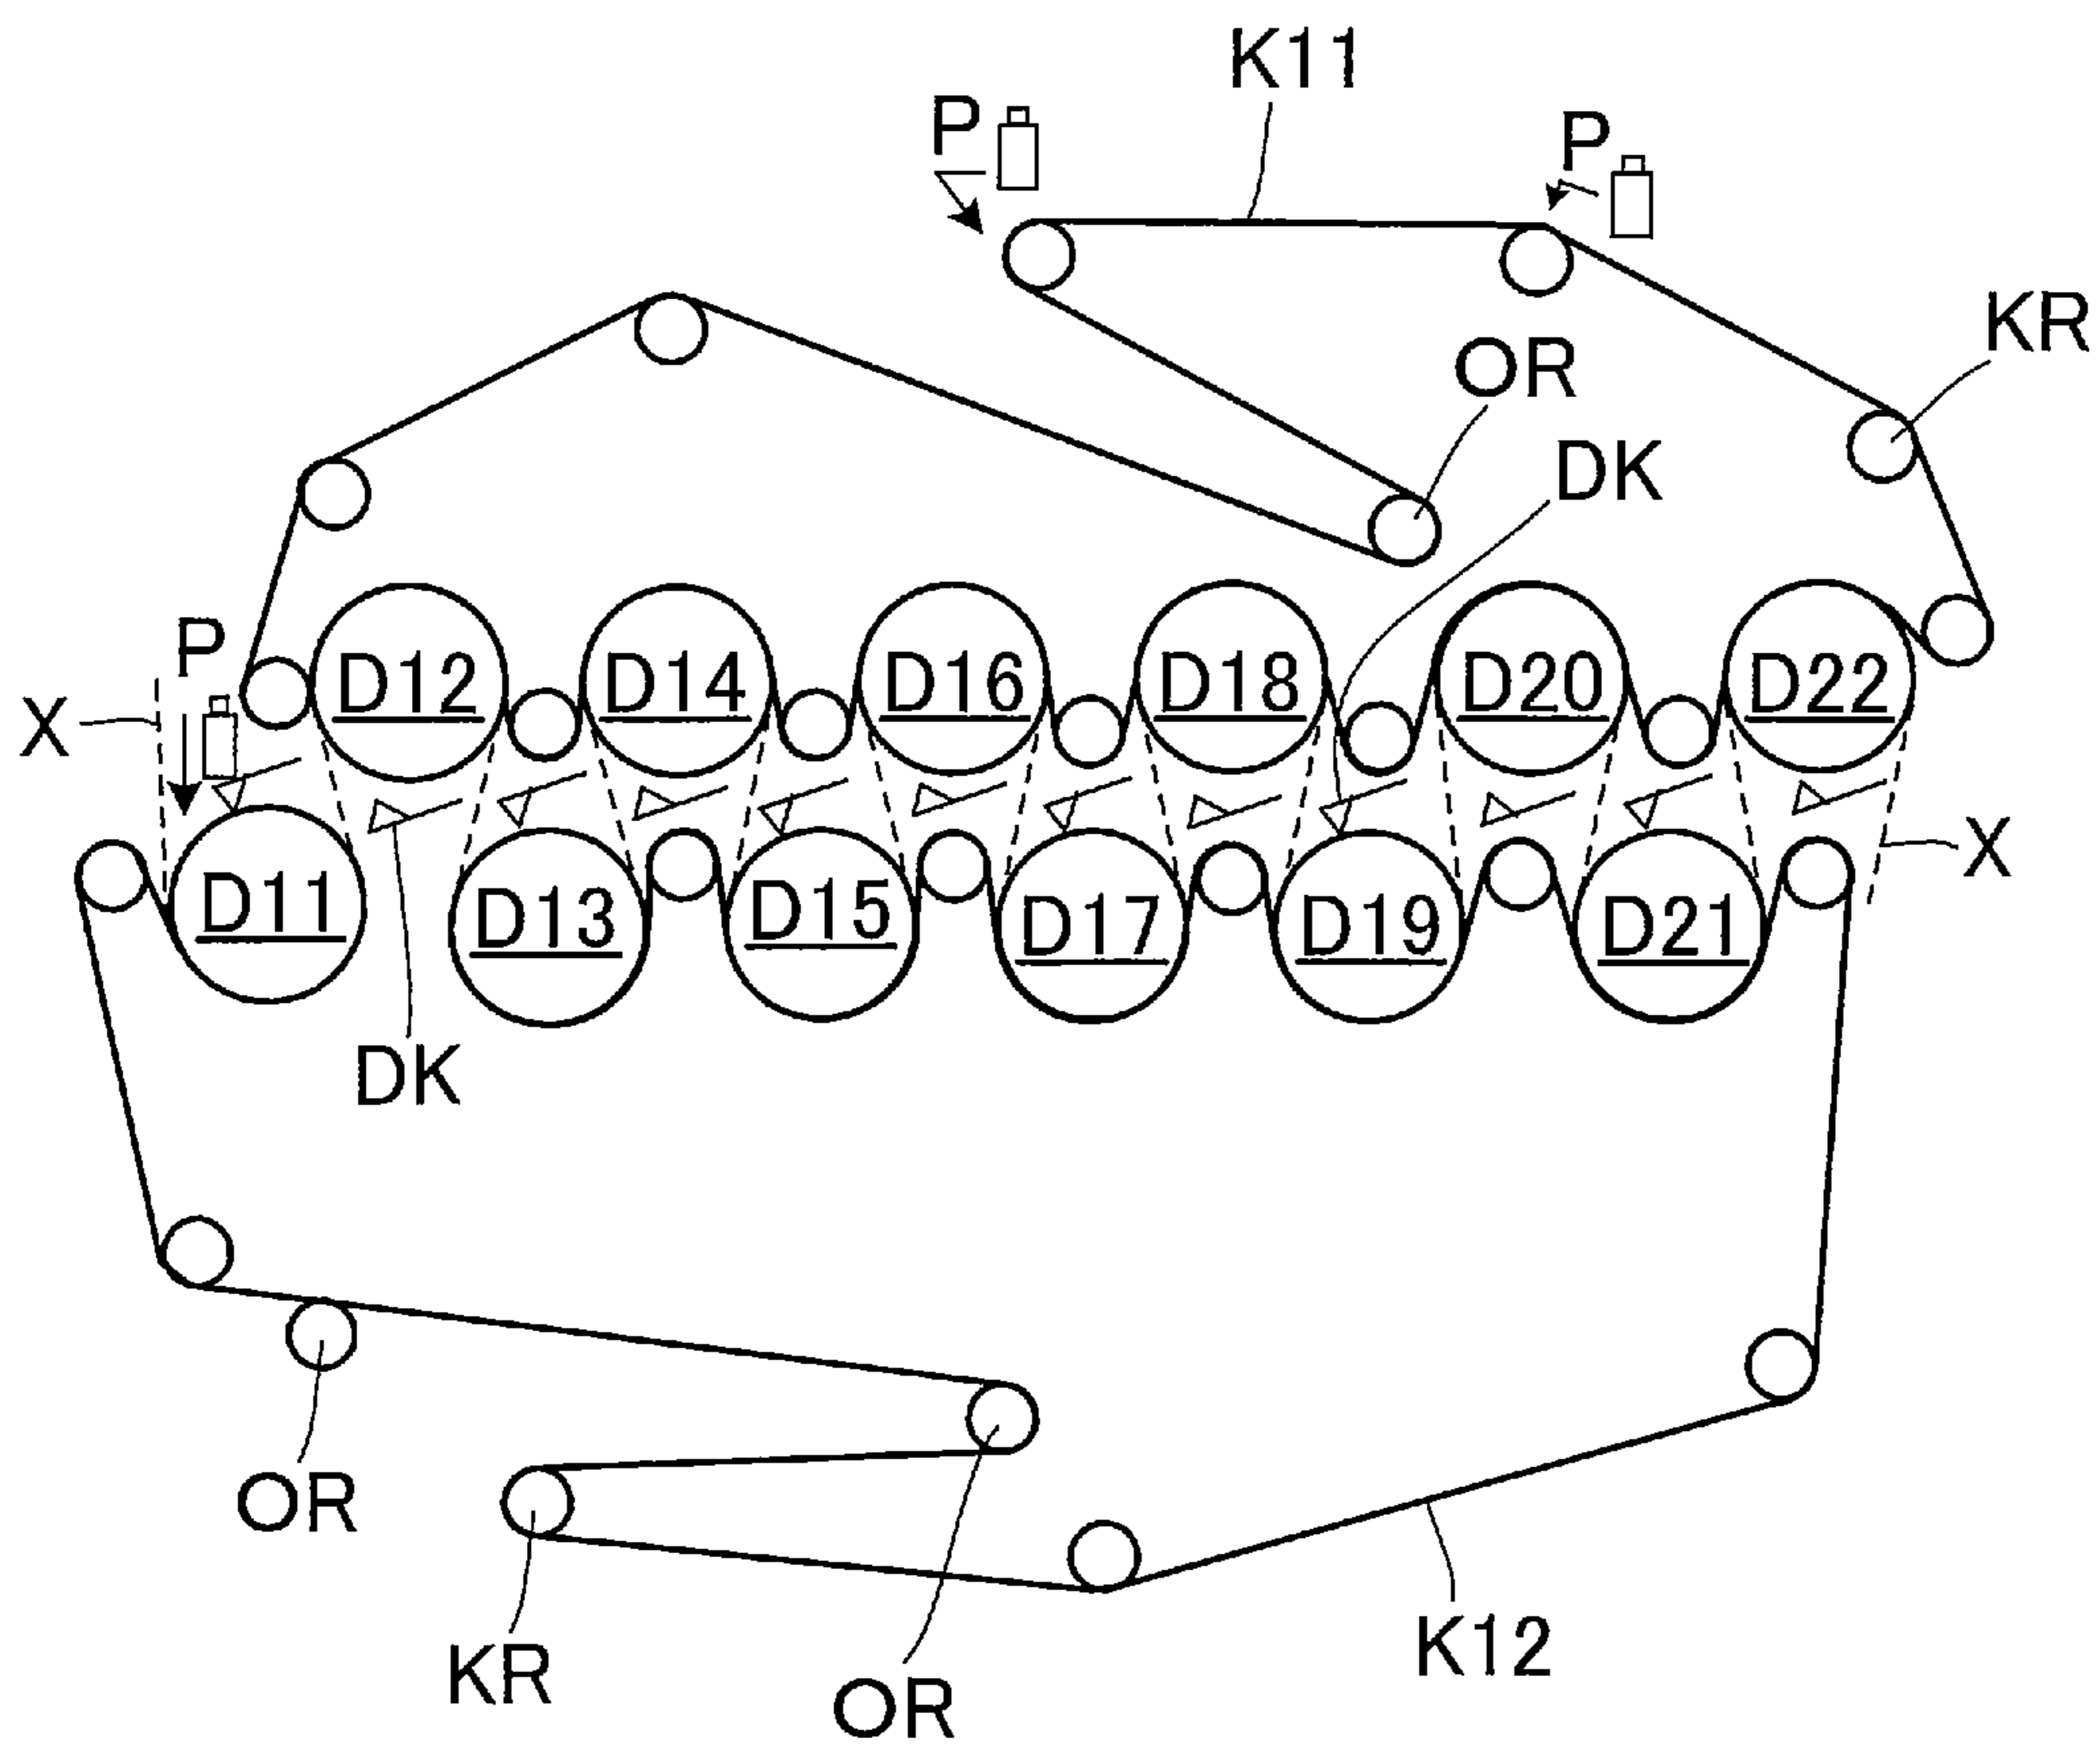 K11
P
P
KR
OR
DK
P
D12
D14
D16
D18
D20
D22
X
X
D11
D13
D15
D17
D19
D21
DK
OR
KR
OR
K12